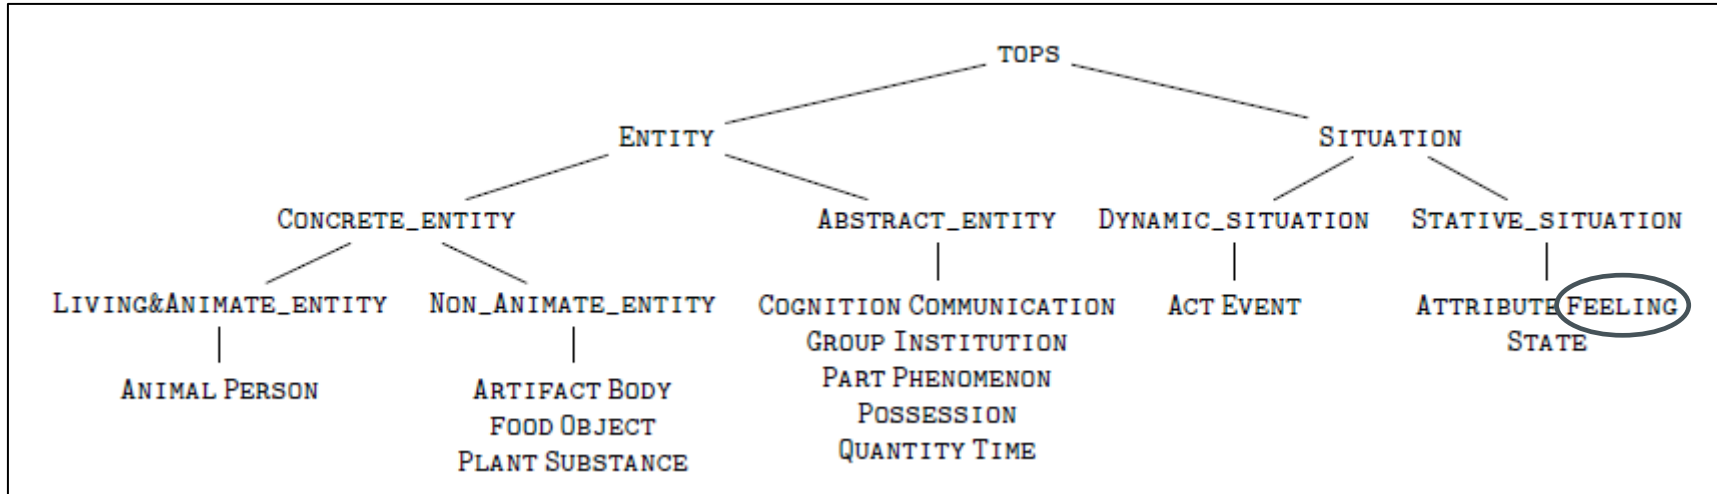 TOPS
ENTITY SITUATION
CONCRETE_ENTITY ABSTRACT_ENTITY DYNAMIC_SITUATION STATIVE_SITUATION
LIVING&ANIMATE_ENTITY NON_ANIMATE_ENTITY COGNITION COMMUNICATION ACT EVENT ATTRIBUTE FEELING
GROUP INSTITUTION STATE
PART PHENOMENON
ANIMAL PERSON ARTIFACT BODY
POSSESSION
FOOD OBJECT
QUANTITY TIME
PLANT SUBSTANCE